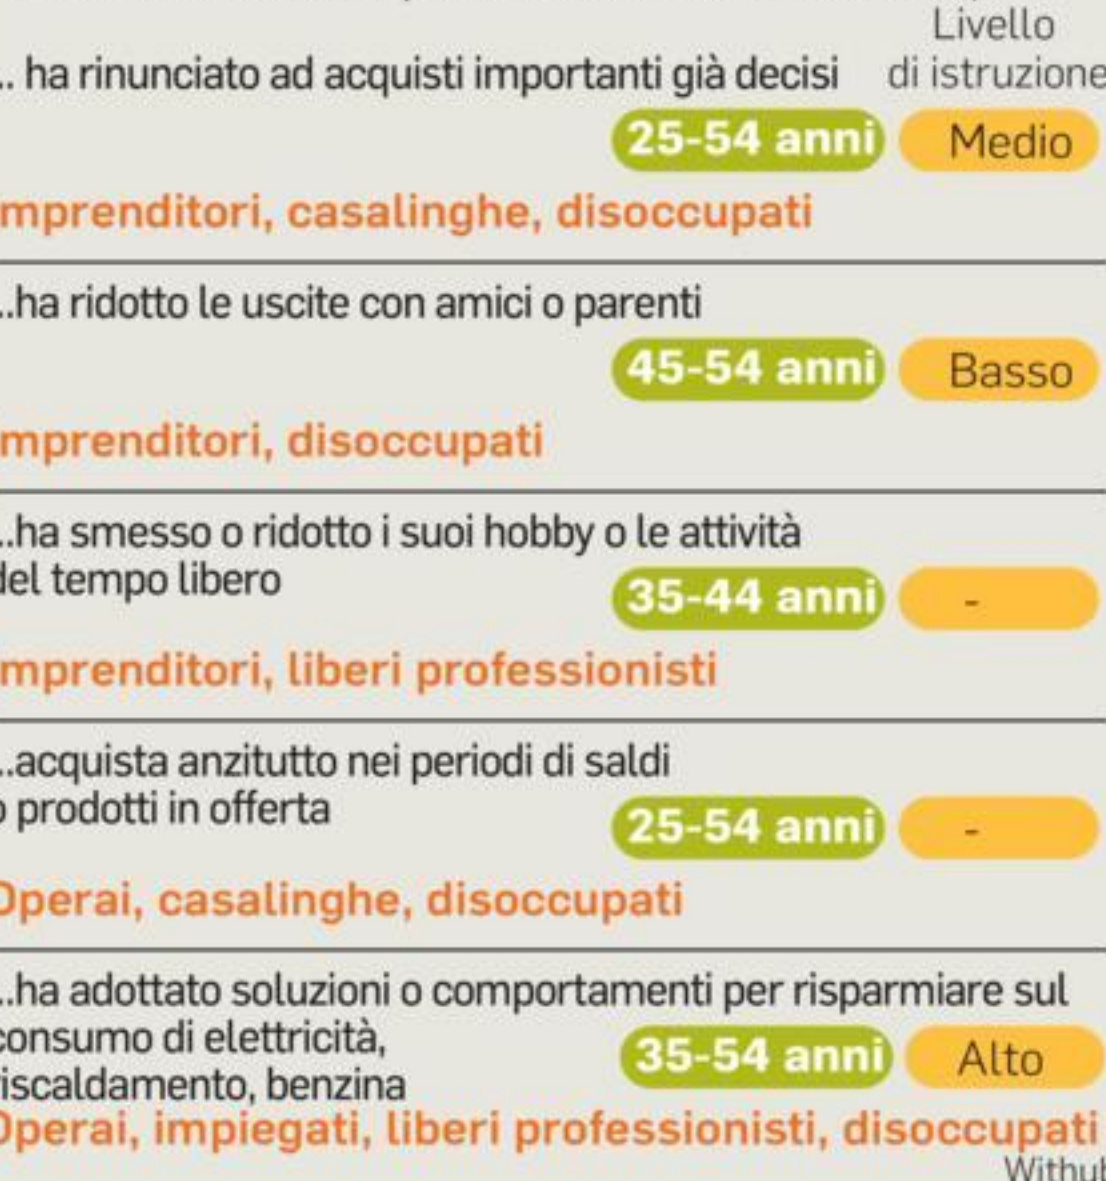 Livello
.. ha rinunciato ad acquisti importanti già decisi di istruzione
25-54 anni Medio
mprenditori, casalinghe, disoccupati
..ha ridotto le uscite con amici o parenti
45-54 anni Basso
mprenditori, disoccupati
..ha smesso o ridotto i suoi hobby o le attività
del tempo libero
35-44 anni -
mprenditori, liberi professionisti
..acquista anzitutto nei periodi di saldi
o prodotti in offerta
25-54 anni -
Operai, casalinghe, disoccupati
..ha adottato soluzioni o comportamenti per risparmiare sul
consumo di elettricità,
35-54 anni Alto
riscaldamento, benzina
Operai, impiegati, liberi professionisti, disoccupati
Withub